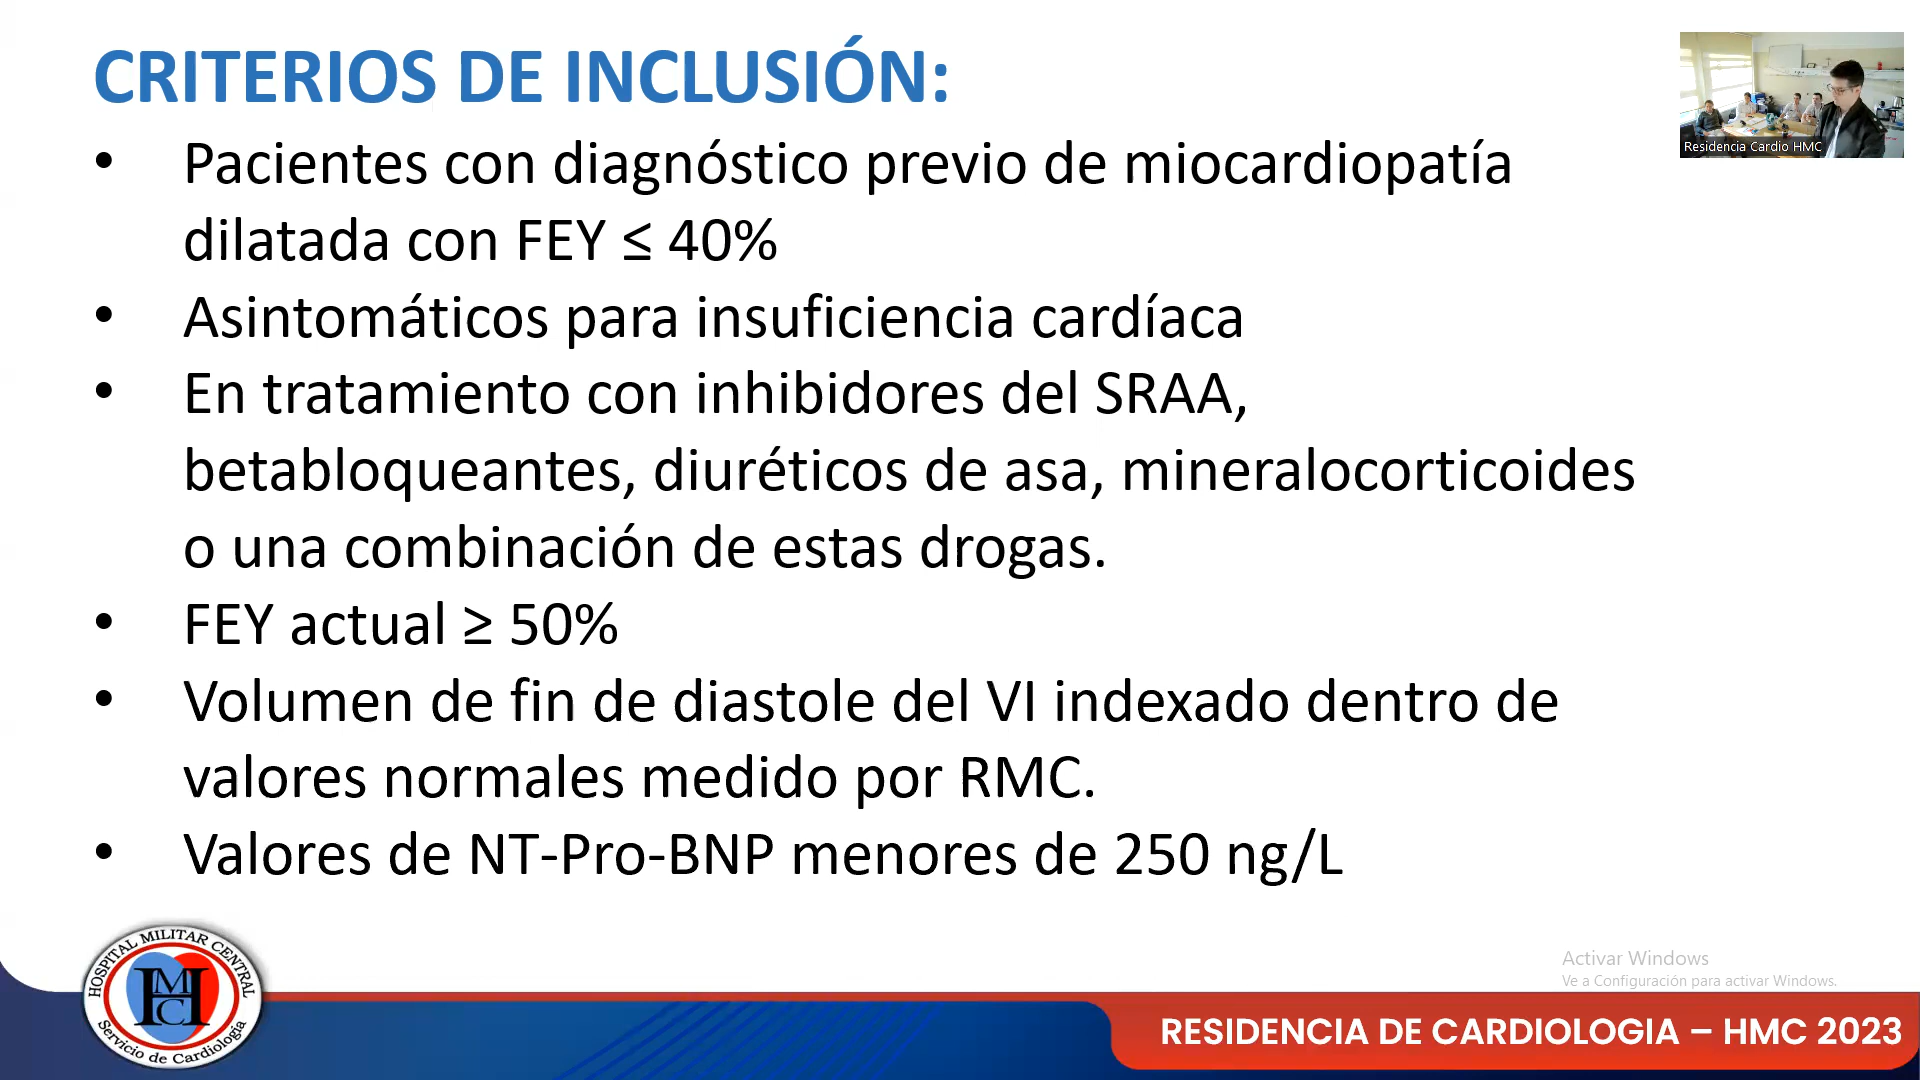 CRITERIOS DE INCLUSIÓN:
• Pacientes con diagnóstico previo de miocardiopatía
dilatada con FEY ≤ 40%
• Asintomáticos para insuficiencia cardíaca
• En tratamiento con inhibidores del SRAA,
betabloqueantes, diuréticos de asa, mineralocorticoides
o una combinación de estas drogas.
• FEY actual ≥ 50%
• Volumen de fin de diastole del VI indexado dentro de
valores normales medido por RMC.
• Valores de NT-Pro-BNP menores de 250 ng/L
Residencia Cardio HMC
HOSPITAL MILITAR CENTRAL
HMC
Servicio de Cardiología
Activar Windows
Ve a Configuración para activar Windows.
RESIDENCIA DE CARDIOLOGIA – HMC 2023